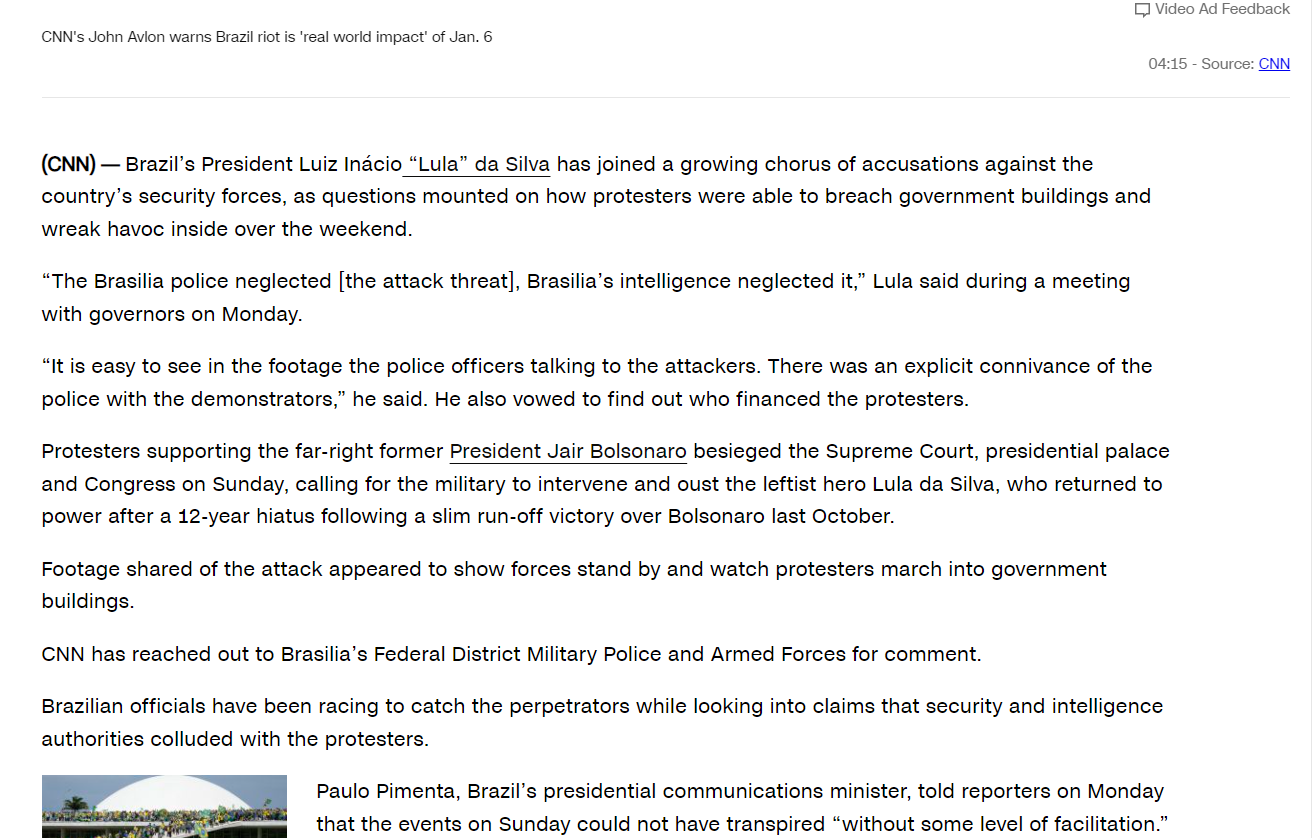 Video Ad Feedback
CNN's John Avlon warns Brazil riot is 'real world impact' of Jan. 6
04:15 - Source: CNN
(CNN) — Brazil’s President Luiz Inácio “Lula” da Silva has joined a growing chorus of accusations against the
country’s security forces, as questions mounted on how protesters were able to breach government buildings and
wreak havoc inside over the weekend.
“The Brasilia police neglected [the attack threat], Brasilia’s intelligence neglected it,” Lula said during a meeting
with governors on Monday.
“It is easy to see in the footage the police officers talking to the attackers. There was an explicit connivance of the
police with the demonstrators,” he said. He also vowed to find out who financed the protesters.
Protesters supporting the far-right former President Jair Bolsonaro besieged the Supreme Court, presidential palace
and Congress on Sunday, calling for the military to intervene and oust the leftist hero Lula da Silva, who returned to
power after a 12-year hiatus following a slim run-off victory over Bolsonaro last October.
Footage shared of the attack appeared to show forces stand by and watch protesters march into government
buildings.
CNN has reached out to Brasilia’s Federal District Military Police and Armed Forces for comment.
Brazilian officials have been racing to catch the perpetrators while looking into claims that security and intelligence
authorities colluded with the protesters.
Paulo Pimenta, Brazil’s presidential communications minister, told reporters on Monday
that the events on Sunday could not have transpired “without some level of facilitation.”